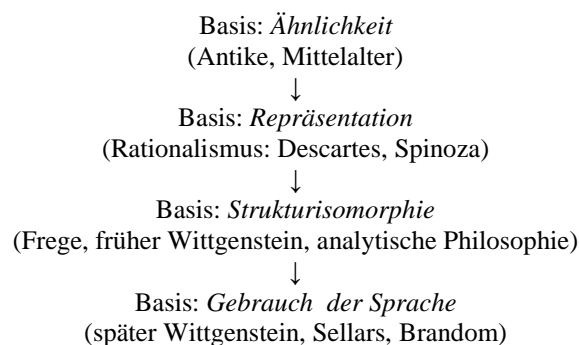 Basis: Ähnlichkeit
(Antike, Mittelalter)
↓
Basis: Repräsentation
(Rationalismus: Descartes, Spinoza)
↓
Basis: Strukturisomorphie
(Frege, früher Wittgenstein, analytische Philosophie)
↓
Basis: Gebrauch der Sprache
(später Wittgenstein, Sellars, Brandom)